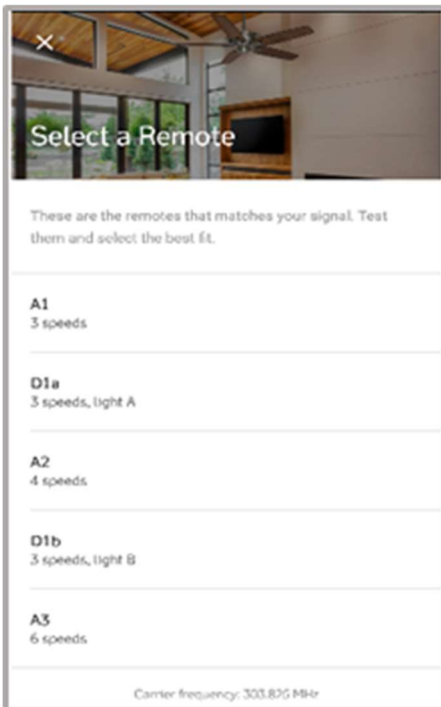 Select a Remote
These are the remotes that matches your signal. Test
them and select the best fit.
A1
3 speeds
D1a
3 speeds, light A
A2
4 speeds
D1b
3 speeds, light B
A3
6 speeds
Carrier frequency: 303.826 MHz